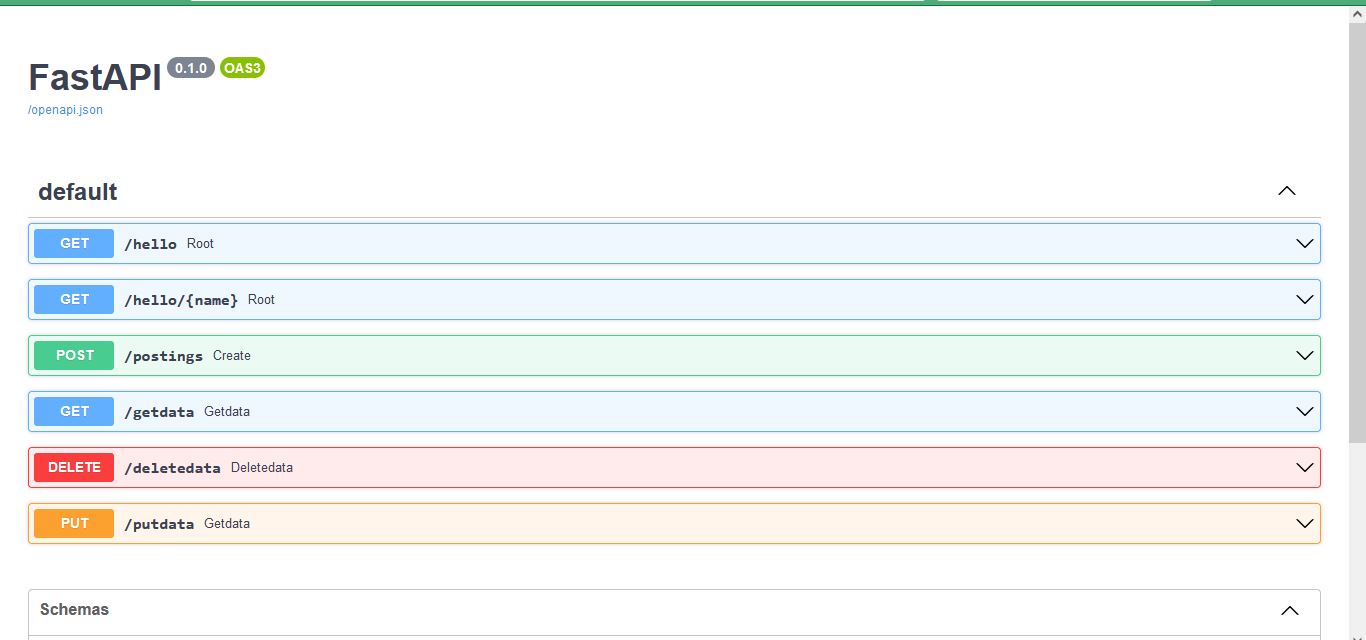 FastAPI 0.1.0 OAS3
/openapi.json
default
GET /hello Root
GET /hello/{name} Root
POST /postings Create
GET /getdata Getdata
DELETE /deletedata Deletedata
PUT /putdata Getdata
Schemas